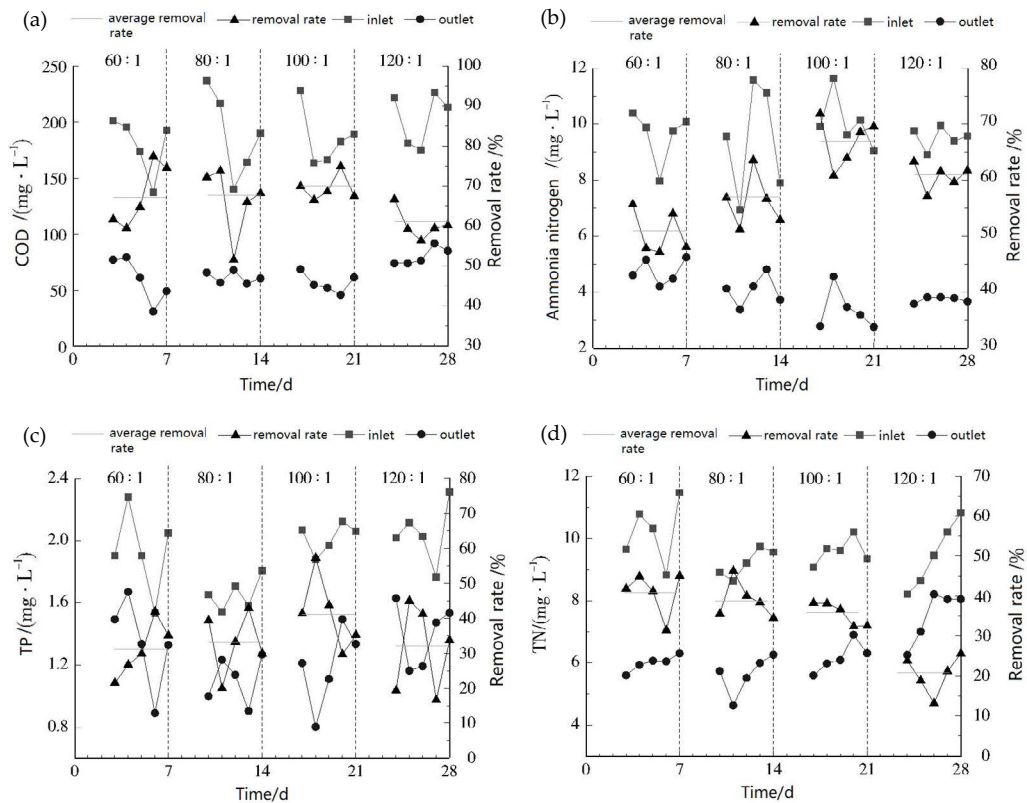 (a)
average removal rate
removal rate
inlet
outlet
60 : 1
80 : 1
100 : 1
120 : 1
250
200
150
100
50
0
COD /(mg · L⁻¹)
100
90
80
70
60
50
40
30
Removal rate /%
0
7
14
21
28
Time/d
(b)
average removal rate
removal rate
inlet
outlet
60 : 1
80 : 1
100 : 1
120 : 1
12
10
8
6
4
2
Ammonia nitrogen /(mg · L⁻¹)
80
70
60
50
40
30
Removal rate /%
0
7
14
21
28
Time/d
(c)
average removal rate
removal rate
inlet
outlet
60 : 1
80 : 1
100 : 1
120 : 1
2.4
2.0
1.6
1.2
0.8
TP /(mg · L⁻¹)
80
70
60
50
40
30
20
10
0
Removal rate /%
0
7
14
21
28
Time/d
(d)
average removal rate
removal rate
inlet
outlet
60 : 1
80 : 1
100 : 1
120 : 1
12
10
8
6
4
TN/(mg · L⁻¹)
70
60
50
40
30
20
10
0
Removal rate /%
0
7
14
21
28
Time/d